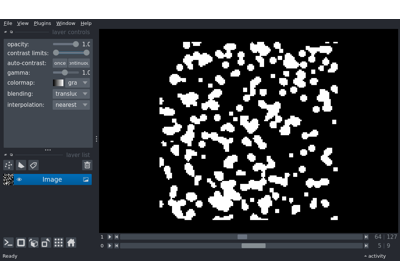 File View Plugins Window Help
layer controls
opacity: 1.0
contrast limits:
auto-contrast: once continuous
gamma: 1.0
colormap: gra
blending: transluc
interpolation: nearest
layer list
Image
1 64 127
0 5 9
Ready activity